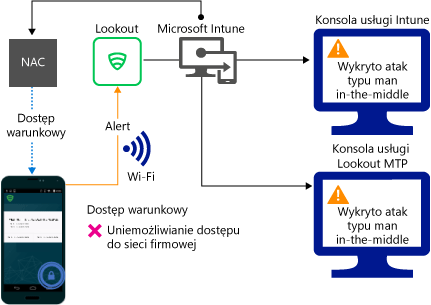 Konsola usługi Intune
Lookout
Microsoft Intune
NAC
Wykryto atak
typu man
in-the-middle
Dostęp
warunkowy
Alert
Wi-Fi
Konsola usługi
Lookout MTP
Wykryto atak
typu man
in-the-middle
Dostęp warunkowy
Uniemożliwianie dostępu
do sieci firmowej